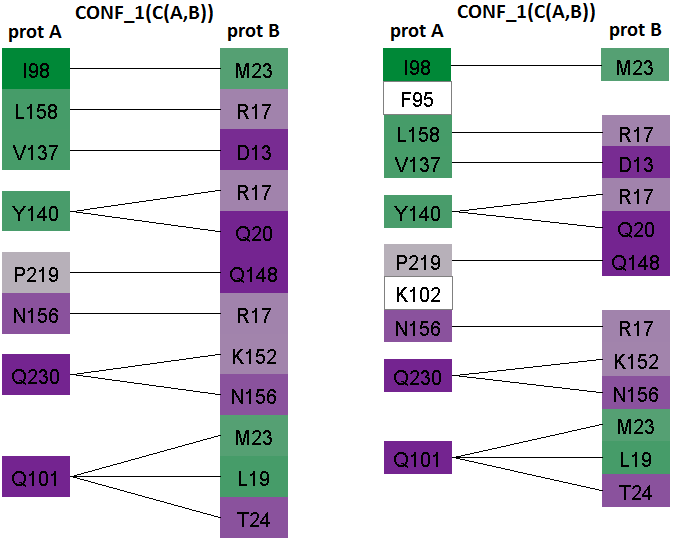 CONF_1(C(A,B))
prot A prot B
I98 M23
L158 R17
V137 D13
R17
Y140
Q20
P219 Q148
N156 R17
K152
Q230
N156
M23
Q101 L19
T24
CONF_1(C(A,B))
prot A prot B
I98 M23
F95
L158 R17
V137 D13
R17
Y140
Q20
P219 Q148
K102
N156 R17
K152
Q230
N156
M23
Q101 L19
T24